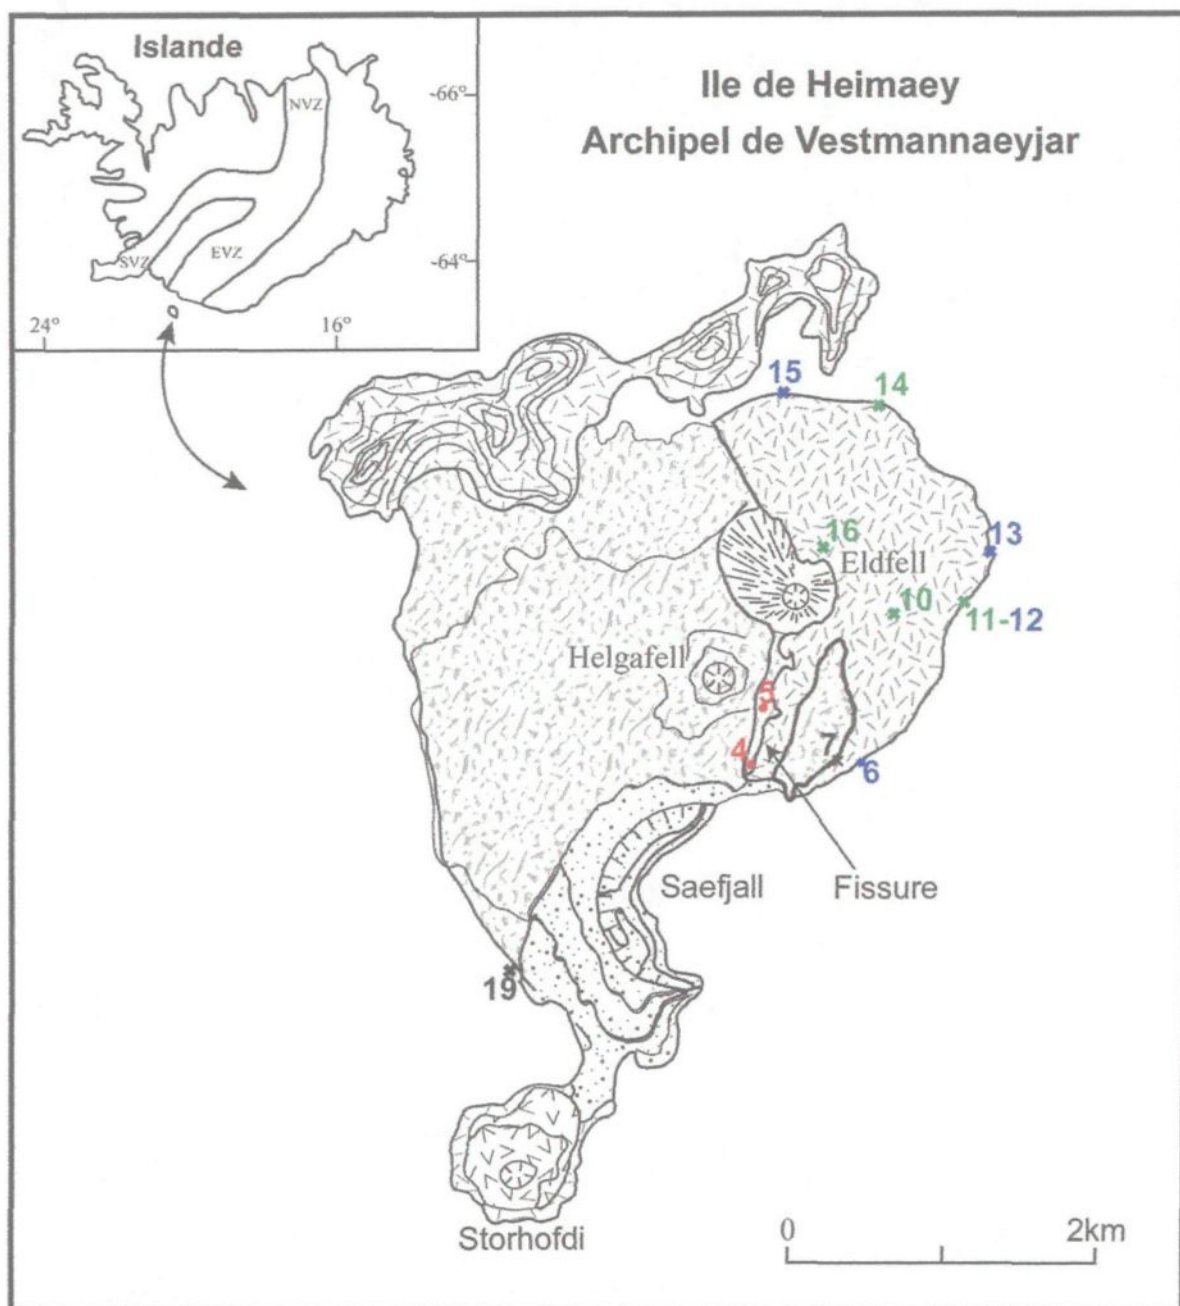 Islande
NVZ
-66°
SVZ
EVZ
-64°
24°
16°
Ile de Heimaey
Archipel de Vestmannaeyjar
15
14
16
13
Eldfell
10
11-12
Helgafell
5
4
7
6
Saefjall
Fissure
19
Storhofdi
0
2km